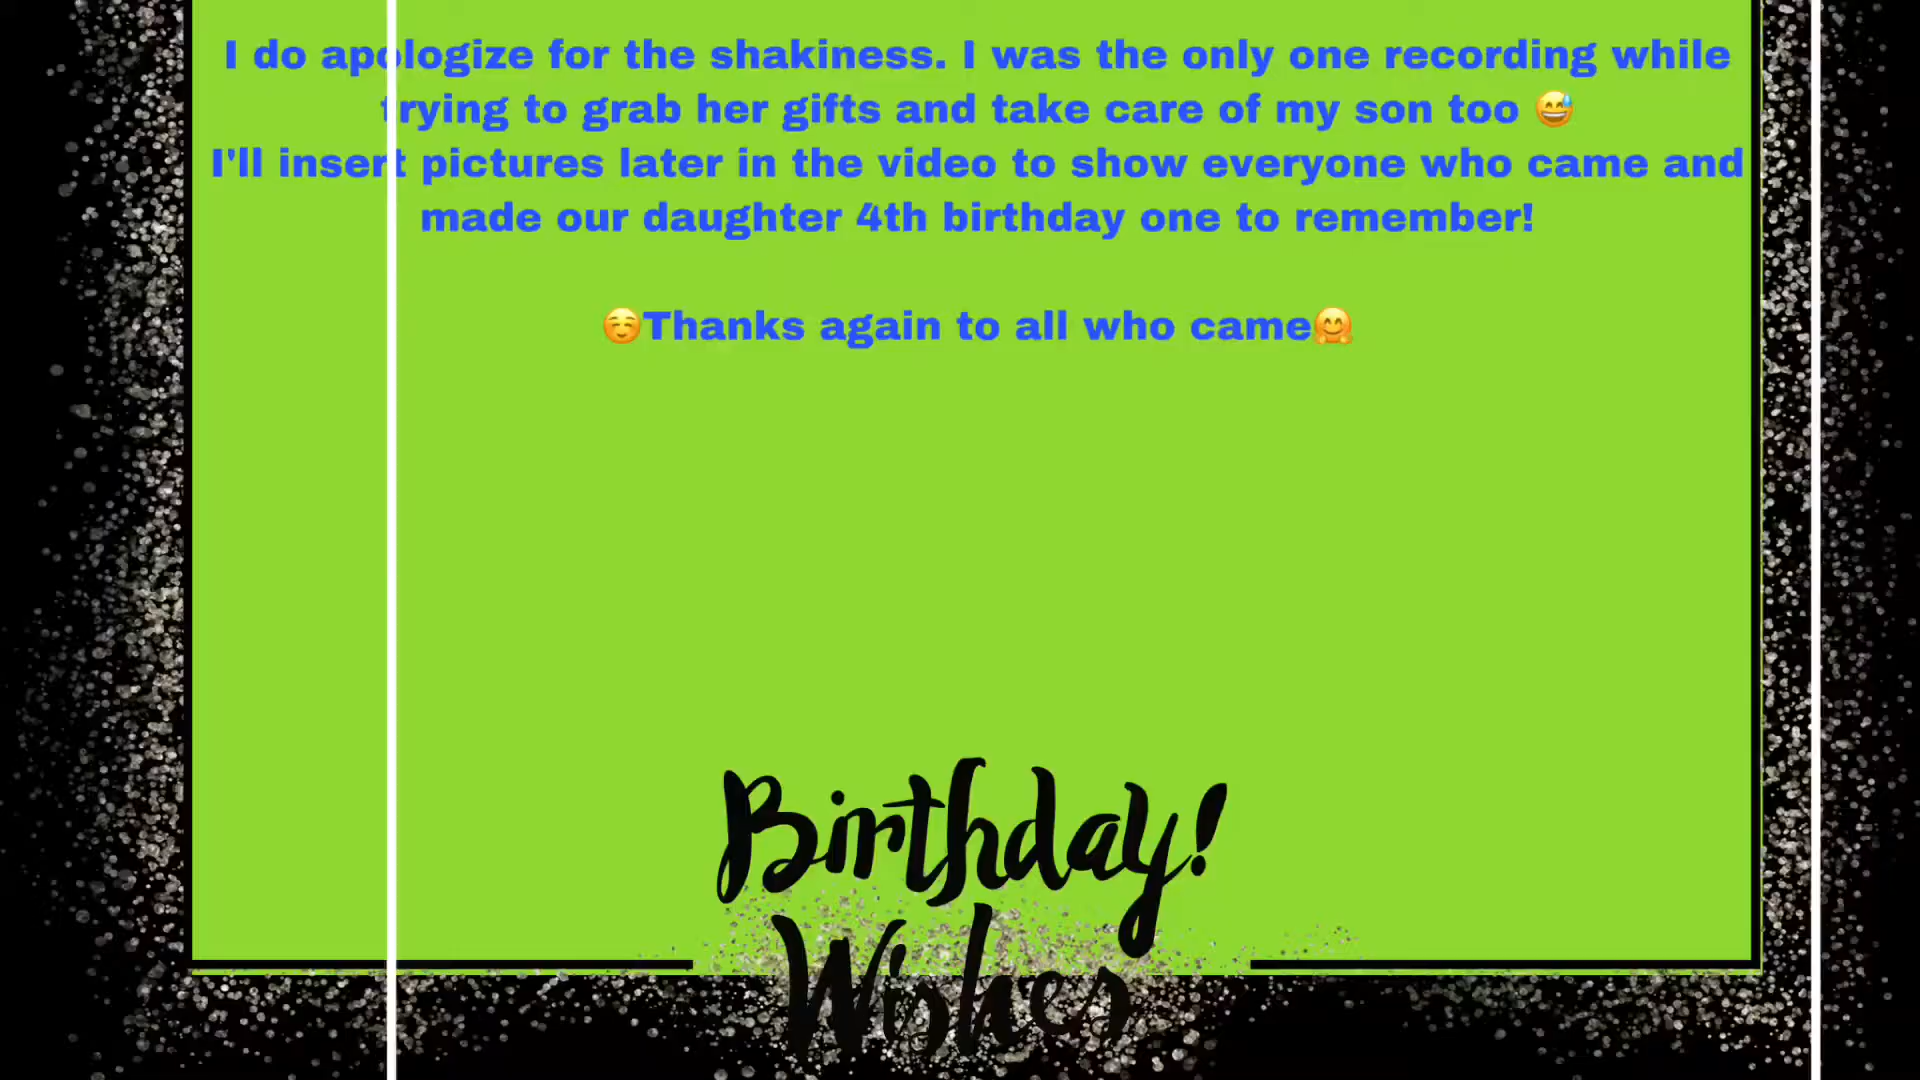 I do apologize for the shakiness. I was the only one recording while
trying to grab her gifts and take care of my son too 😅
I'll insert pictures later in the video to show everyone who came and
made our daughter 4th birthday one to remember!
☺️Thanks again to all who came🤗
Birthday!
Wishes